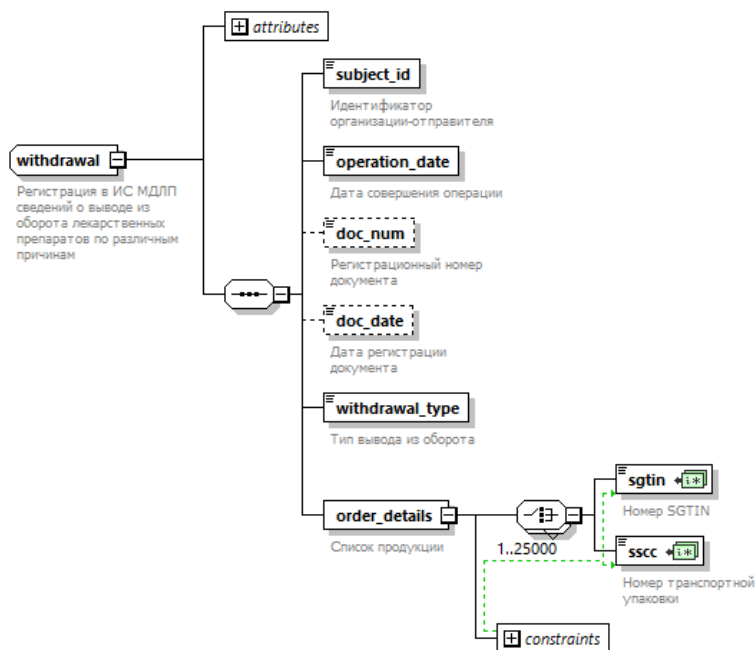 attributes
subject_id
Идентификатор
организации-отправителя
withdrawal
Регистрация в ИС МДЛП
сведений о выводе из
оборота лекарственных
препаратов по различным
причинам
operation_date
Дата совершения операции
doc_num
Регистрационный номер
документа
doc_date
Дата регистрации
документа
withdrawal_type
Тип вывода из оборота
order_details
Список продукции
1..25000
sgtin
Номер SGTIN
sscc
Номер транспортной
упаковки
constraints